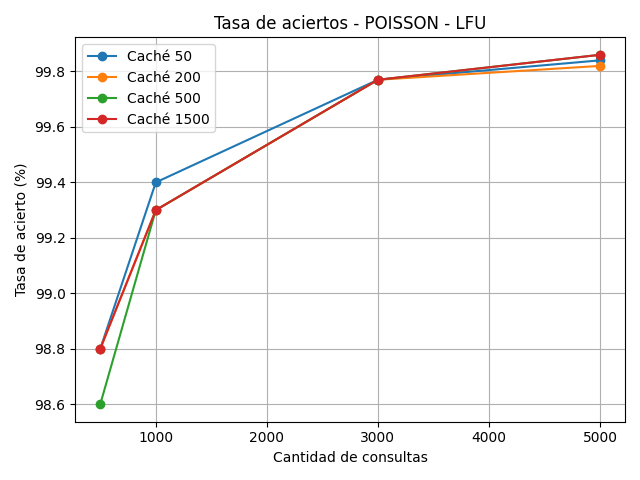 Tasa de aciertos - POISSON - LFU
Caché 50
Caché 200
Caché 500
Caché 1500
Tasa de acierto (%)
99.8
99.6
99.4
99.2
99.0
98.8
98.6
1000
2000
3000
4000
5000
Cantidad de consultas